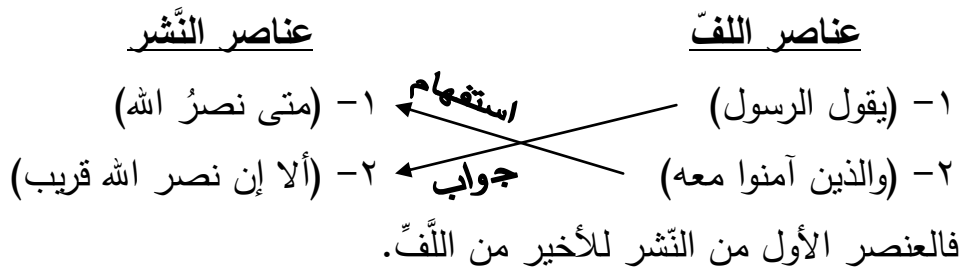 عناصر اللفّ عناصر النَّشر
١- (يقول الرسول) استفهام ١- (متى نصرُ الله)
٢- (والذين آمنوا معه) جواب ٢- (ألا إن نصر الله قريب)
فالعنصر الأول من النّشر للأخير من اللَّفِّ.